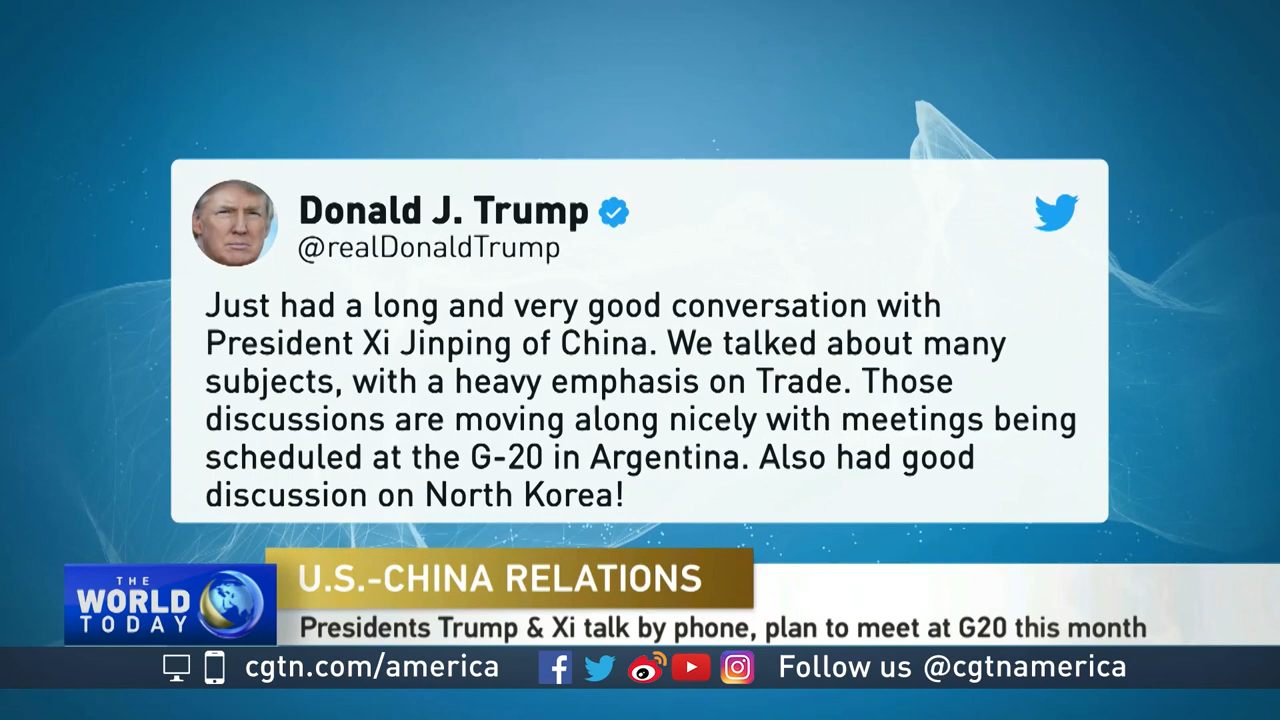 Donald J. Trump
@realDonaldTrump
Just had a long and very good conversation with
President Xi Jinping of China. We talked about many
subjects, with a heavy emphasis on Trade. Those
discussions are moving along nicely with meetings being
scheduled at the G-20 in Argentina. Also had good
discussion on North Korea!
THE
WORLD
TODAY
U.S.-CHINA RELATIONS
Presidents Trump & Xi talk by phone, plan to meet at G20 this month
cgtn.com/america
Follow us @cgtnamerica